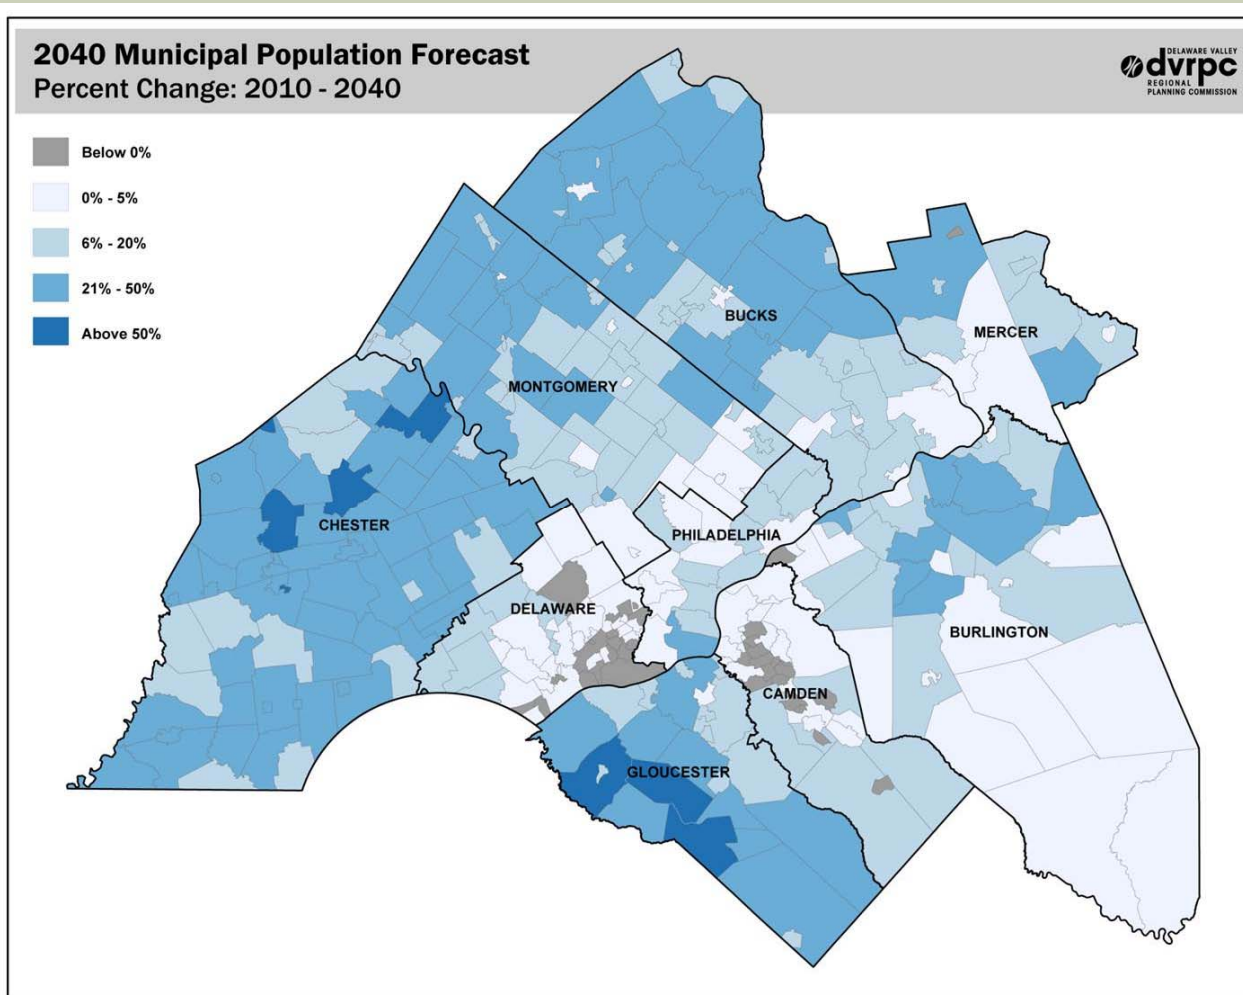 2040 Municipal Population Forecast
Percent Change: 2010 - 2040
DELAWARE VALLEY
dvrpc
REGIONAL
PLANNING COMMISSION
Below 0%
0% - 5%
6% - 20%
21% - 50%
Above 50%
BUCKS
MERCER
MONTGOMERY
CHESTER
PHILADELPHIA
DELAWARE
BURLINGTON
CAMDEN
GLOUCESTER